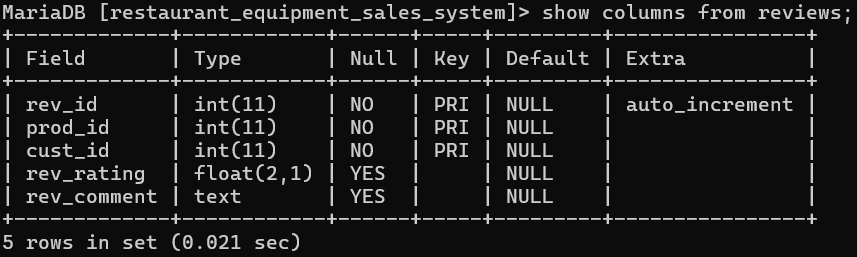 MariaDB [restaurant_equipment_sales_system]> show columns from reviews;
+-------------+------------+------+-----+---------+----------------+
| Field       | Type       | Null | Key | Default | Extra          |
+-------------+------------+------+-----+---------+----------------+
| rev_id      | int(11)    | NO   | PRI | NULL    | auto_increment |
| prod_id     | int(11)    | NO   | PRI | NULL    |                |
| cust_id     | int(11)    | NO   | PRI | NULL    |                |
| rev_rating  | float(2,1) | YES  |     | NULL    |                |
| rev_comment | text       | YES  |     | NULL    |                |
+-------------+------------+------+-----+---------+----------------+
5 rows in set (0.021 sec)